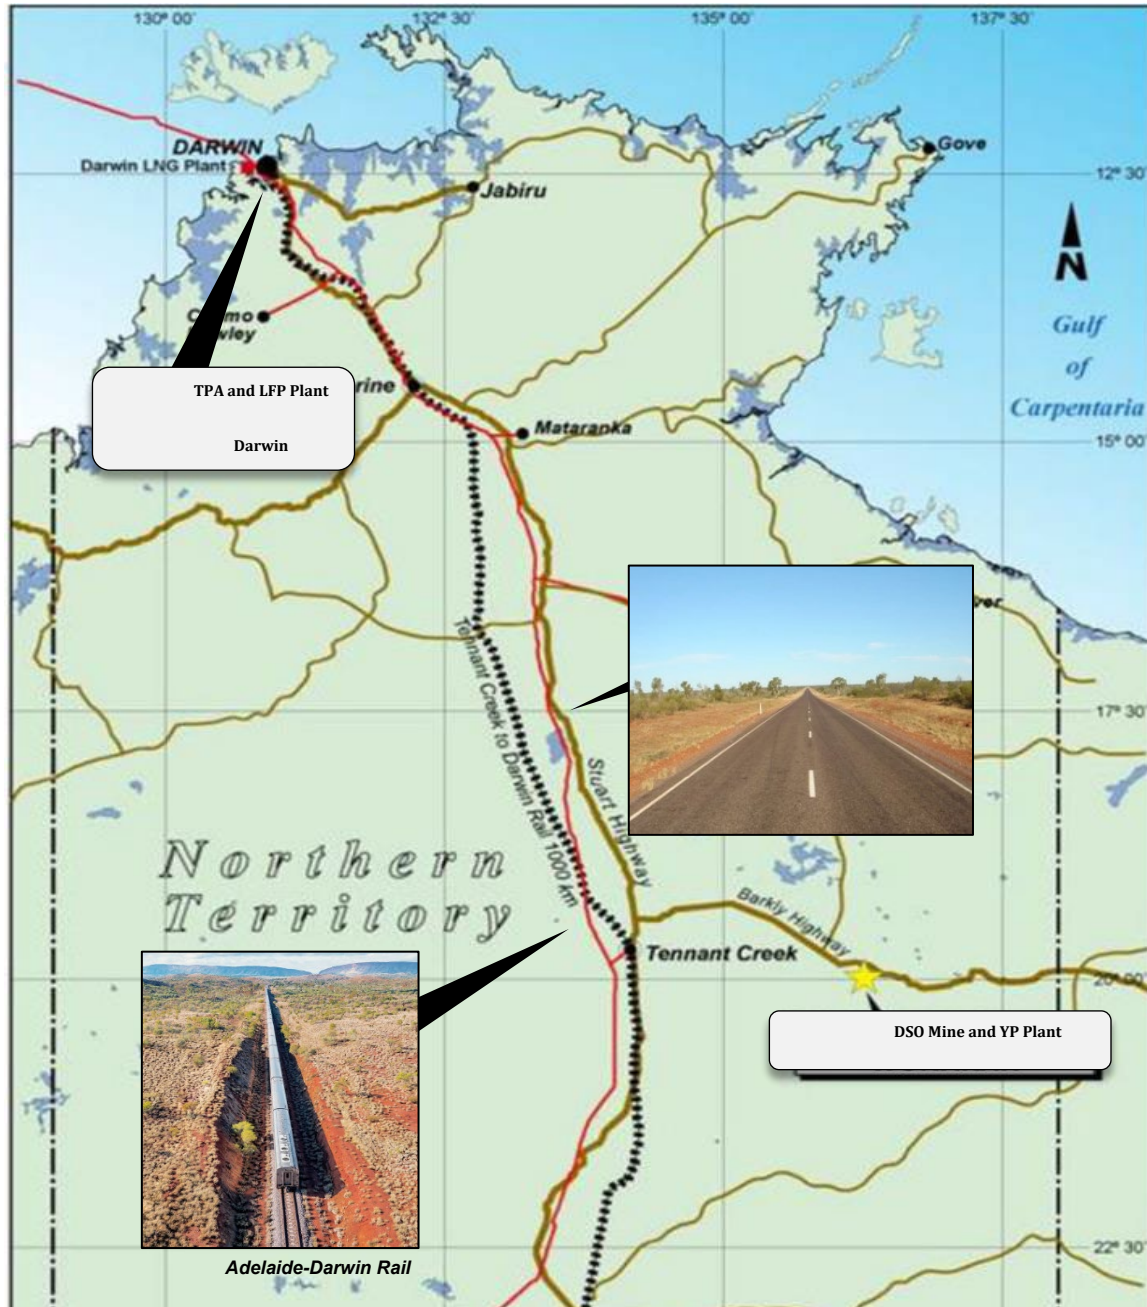 130° 00'
132° 30'
135° 00'
137° 30'
DARWIN
Darwin LNG Plant
Gove
12° 30'
Jabiru
N
Gulf
of
Carpentaria
TPA and LFP Plant
Darwin
rine
Mataranka
15° 00'
ver
Tennant Creek to Darwin Rail 1000 km
17° 30'
Stuart Highway
Northern
Territory
Barkly Highway
Tennant Creek
20° 00'
DSO Mine and YP Plant
22° 30'
Adelaide-Darwin Rail